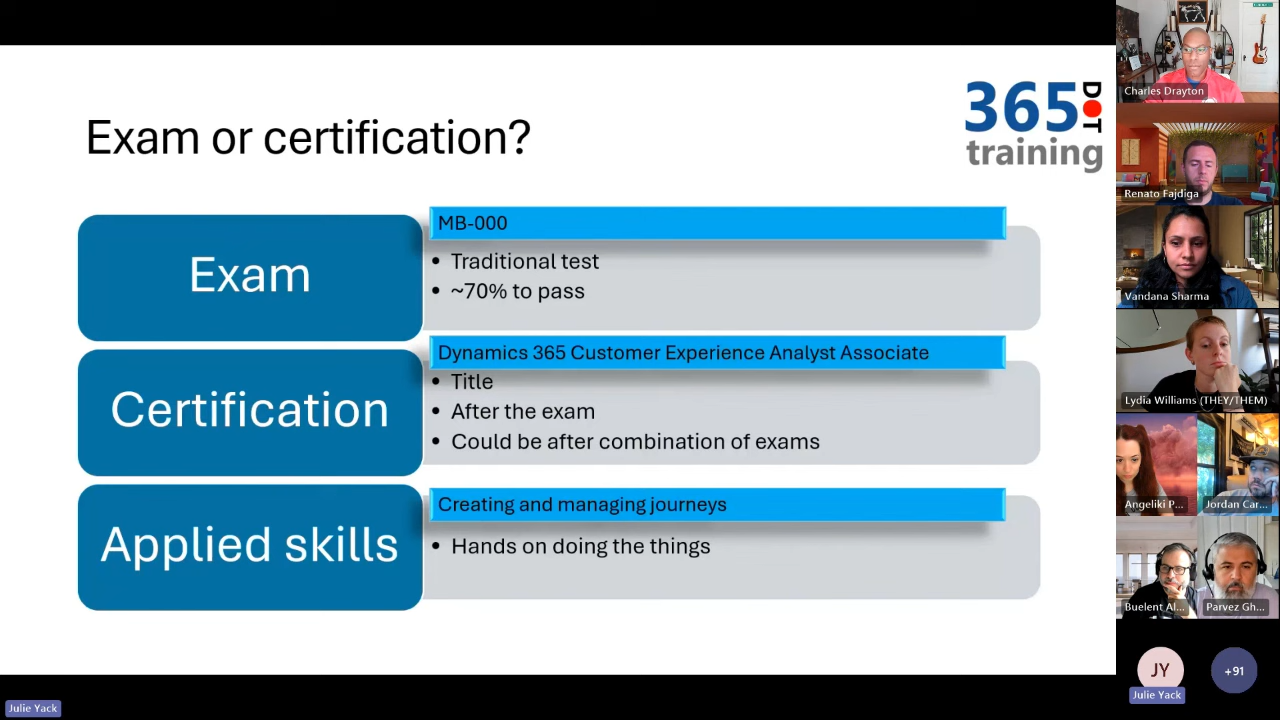 Exam or certification?
365
DOT
training
Exam
MB-000
• Traditional test
• ~70% to pass
Certification
Dynamics 365 Customer Experience Analyst Associate
• Title
• After the exam
• Could be after combination of exams
Applied skills
Creating and managing journeys
• Hands on doing the things
Julie Yack
Charles Drayton
Renato Fajdiga
Vandana Sharma
Lydia Williams (THEY/THEM)
Angeliki P...
Jordan Car...
Buelent Al...
Parvez Gh...
JY
+91
Julie Yack